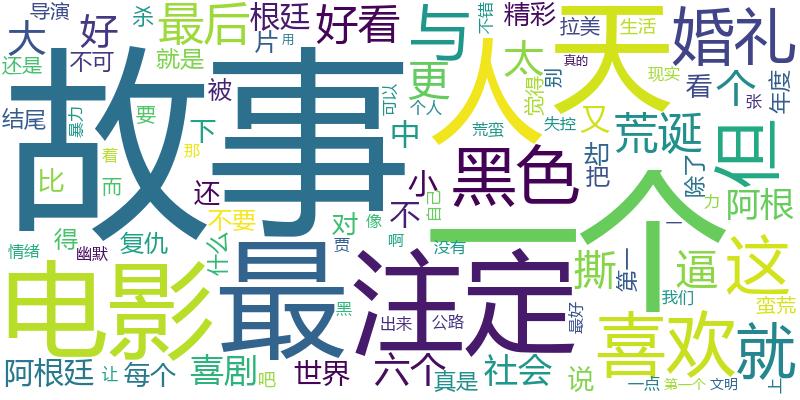 导演
杀
最后
根廷
好看
与
不错
精彩
拉美
生活
婚礼
大
好
片
用
还是
不可
就是
故事
人
天
更
太
觉得
别
真的
现实
看
个
张
年度
结尾
暴力
要
被
下
中
可以
个人
荒蛮
失控
又
荒诞
但
黑色
却
把
除了
阿根
比
着
而
那
还
小
不
自己
一个
力
得
复仇
什么
不要
对
像
情绪
幽默
贾
啊
没有
一
电影
最
注定
撕
第一
逼
这
蛮荒
黑
出来
公路
最好
我们
喜欢
就
阿根廷
让
每个
喜剧
吧
世界
六个
真是
社会
说
一点
第一个
文明
上